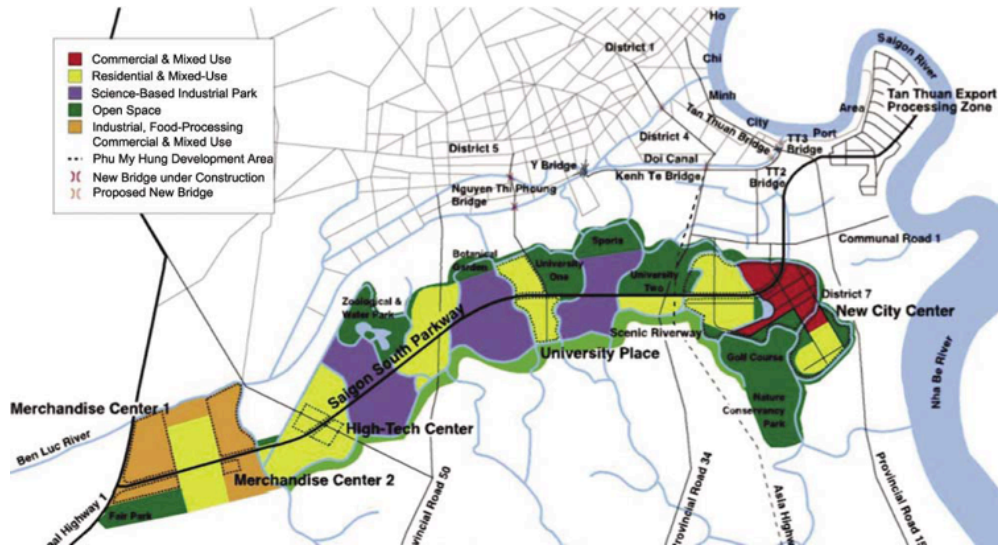 Commercial & Mixed Use
Residential & Mixed-Use
Science-Based Industrial Park
Open Space
Industrial, Food-Processing
Commercial & Mixed Use
Phu My Hung Development Area
New Bridge under Construction
Proposed New Bridge
Ho
Chi
Minh
City
District 1
Saigon River
Tan Thuan Export
Processing Zone
Area
Port
Tan Thuan Bridge
TT3
Bridge
District 4
District 5
Y Bridge
Doi Canal
Kenh Te Bridge
TT2
Bridge
Nguyen Thi Phoung
Bridge
Communal Road 1
Sports
Botanical
Garden
University
One
University
Two
District 7
New City Center
Zoological &
Water Park
Saigon South Parkway
Scenic Riverway
University Place
Golf Course
Nature
Conservancy
Park
Nha Be River
Merchandise Center 1
High-Tech Center
Ben Luc River
Merchandise Center 2
Fair Park
al Highway 1
Provincial Road 50
Provincial Road 34
Asia Highw
Provincial Road 15